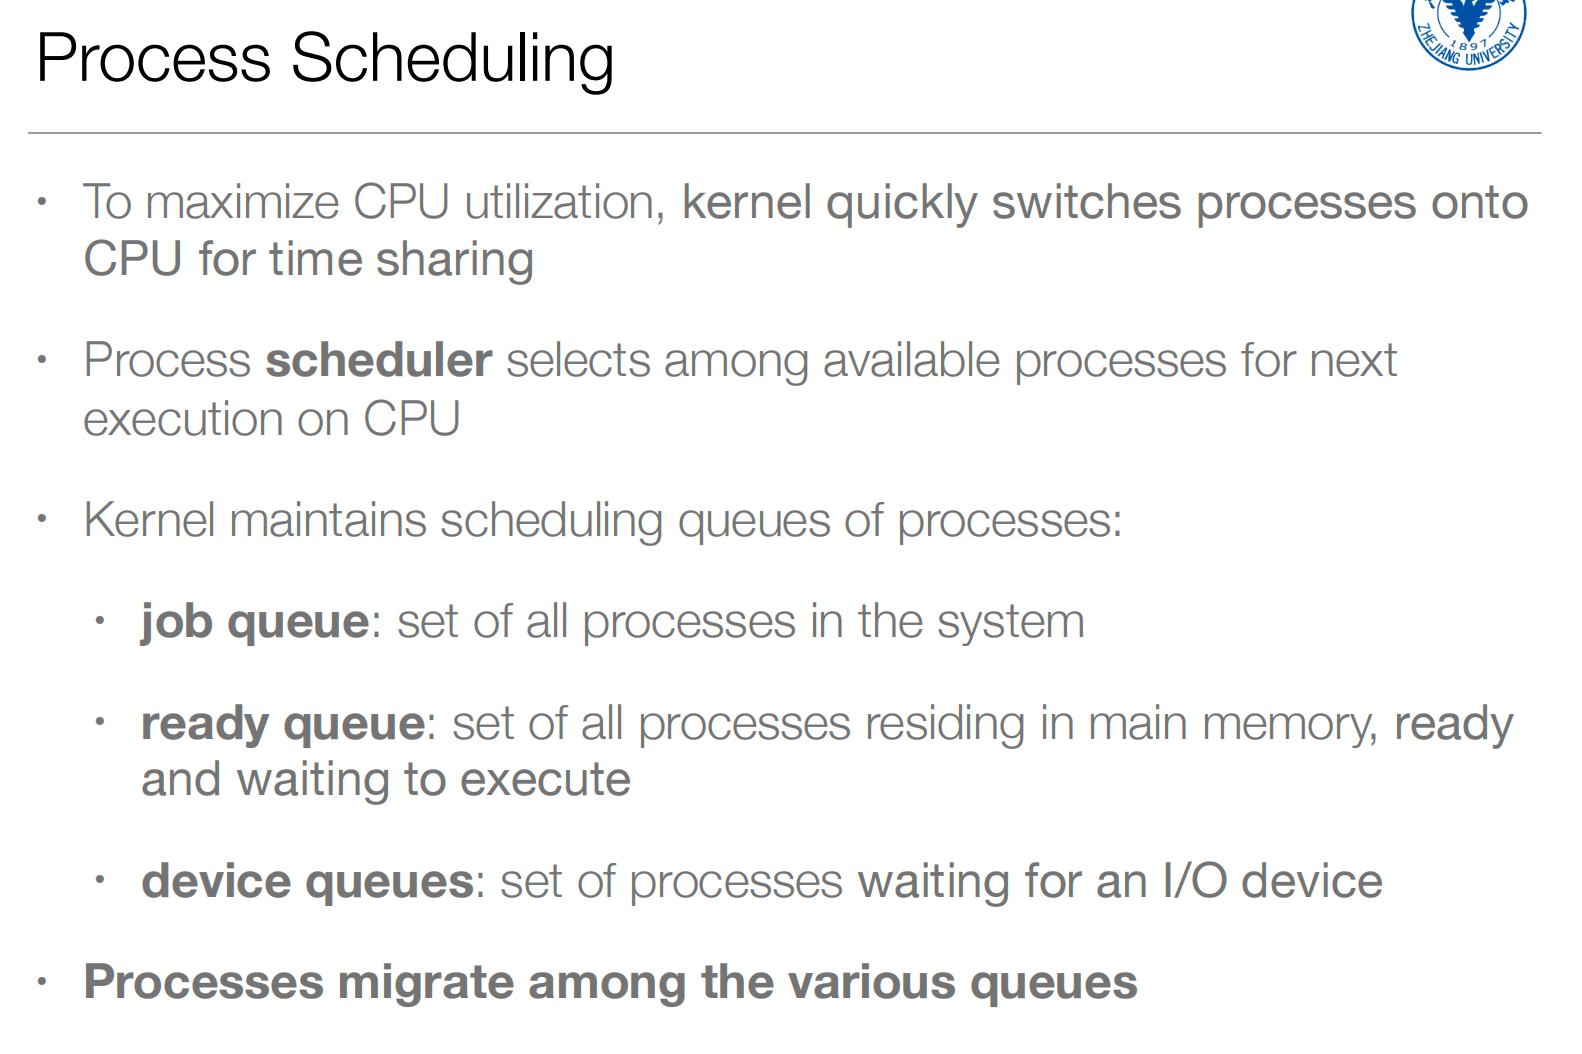 Process Scheduling
ZHEJIANG UNIVERSITY
1897
• To maximize CPU utilization, kernel quickly switches processes onto
CPU for time sharing
• Process scheduler selects among available processes for next
execution on CPU
• Kernel maintains scheduling queues of processes:
• job queue: set of all processes in the system
• ready queue: set of all processes residing in main memory, ready
and waiting to execute
• device queues: set of processes waiting for an I/O device
• Processes migrate among the various queues